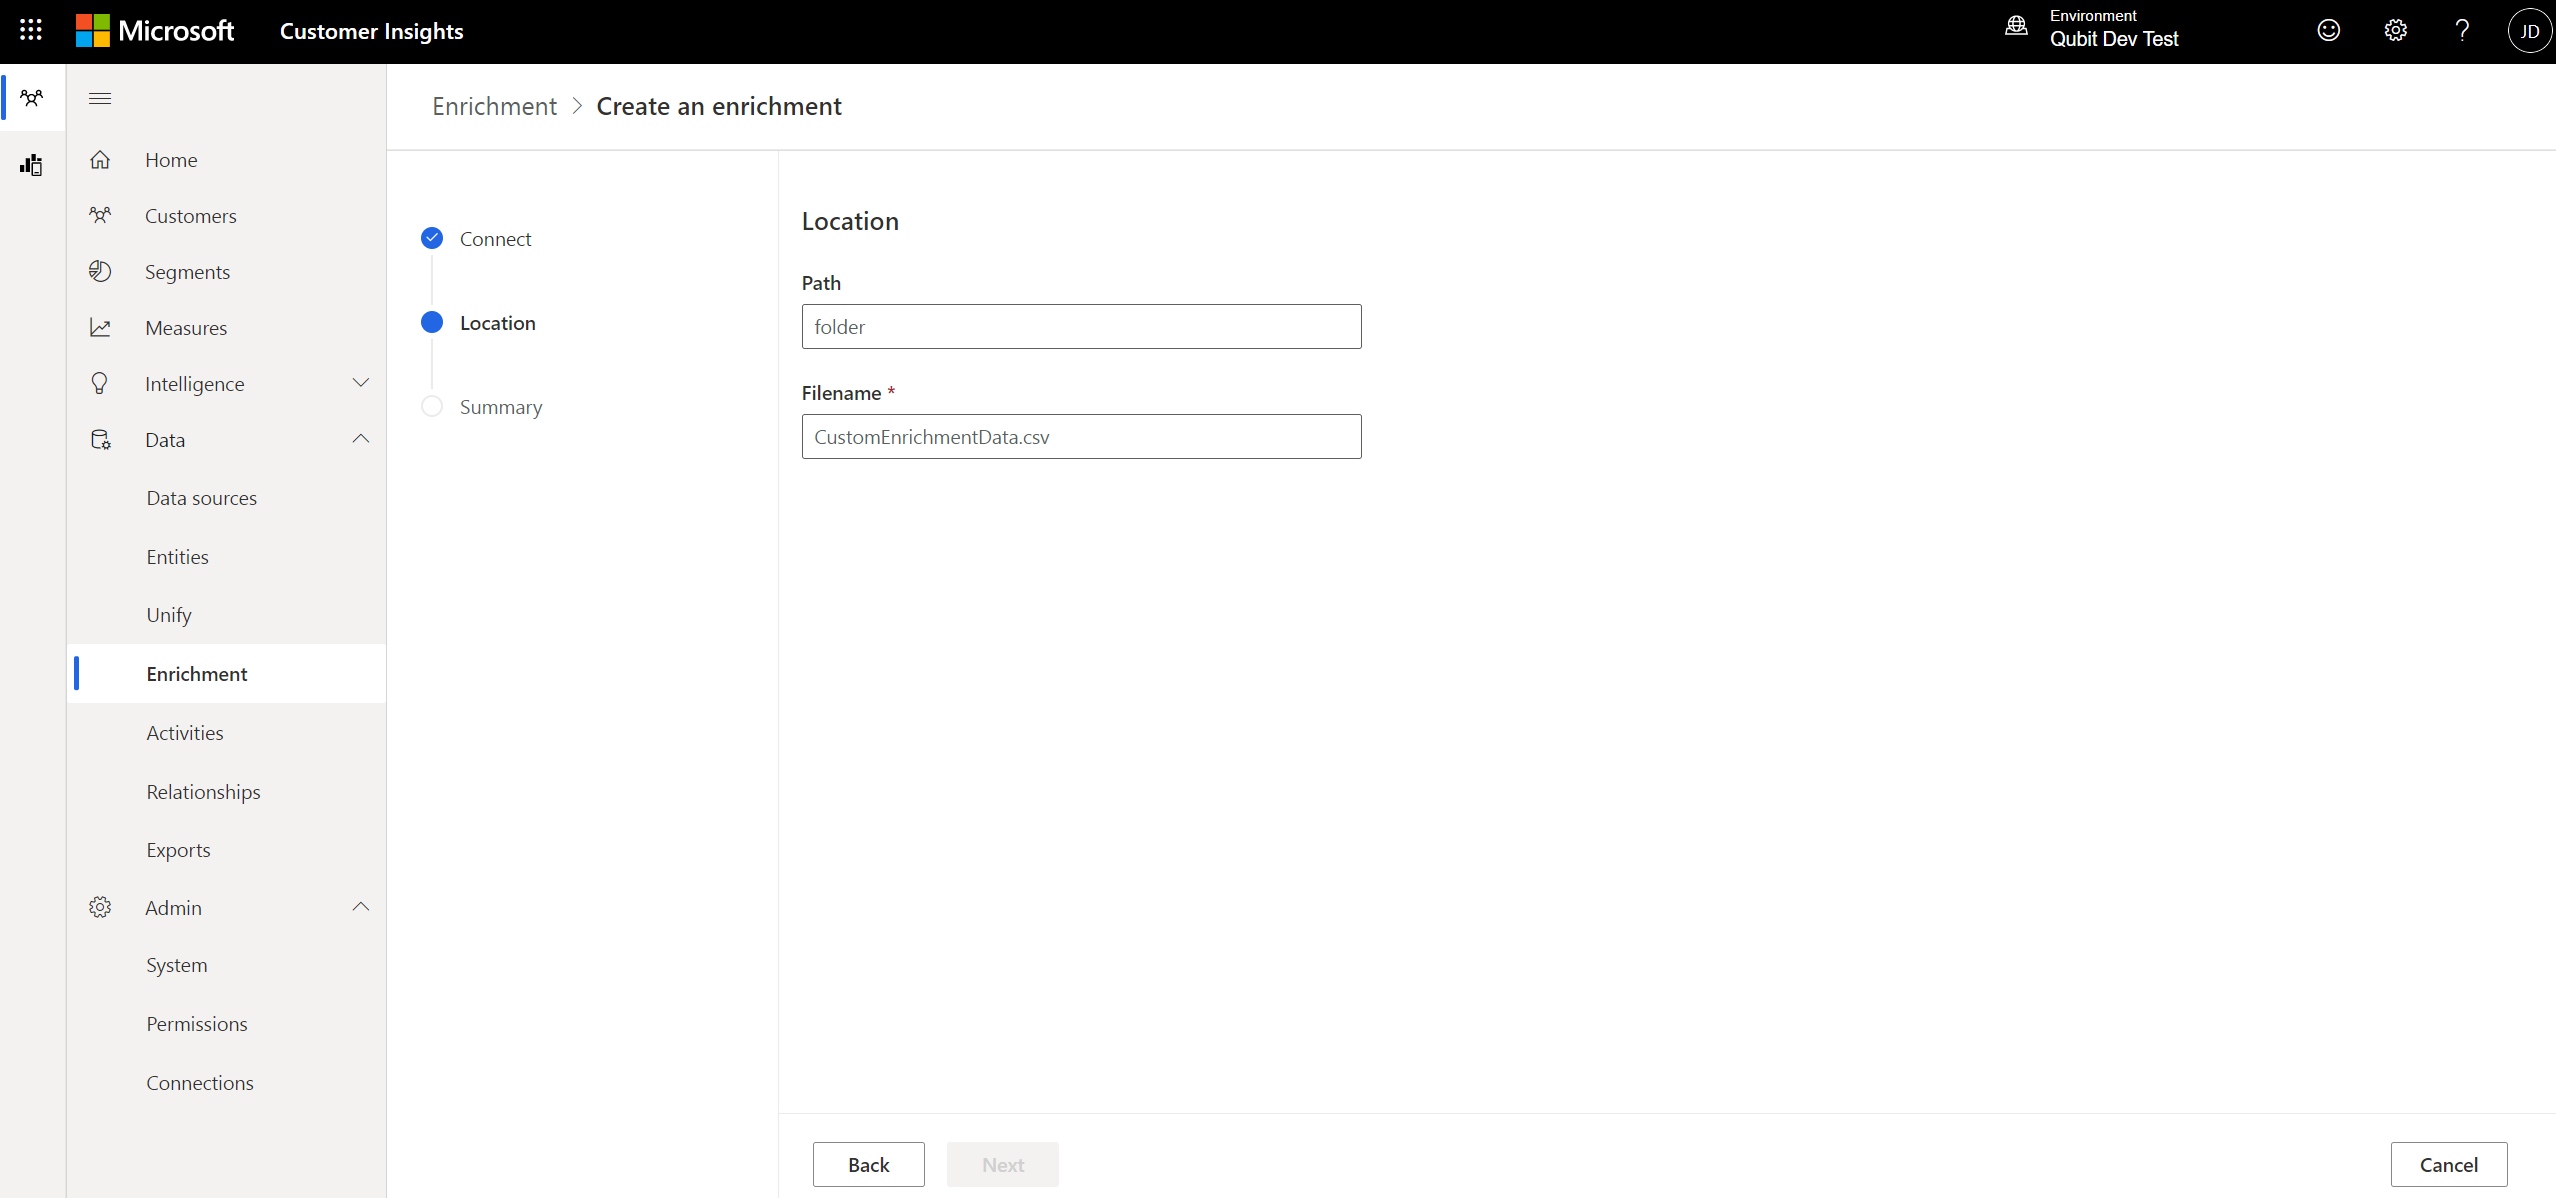 Microsoft
Customer Insights
Environment
Qubit Dev Test
?
JD
Home
Customers
Segments
Measures
Intelligence
Data
Data sources
Entities
Unify
Enrichment
Activities
Relationships
Exports
Admin
System
Permissions
Connections
Enrichment > Create an enrichment
Connect
Location
Summary
Location
Path
folder
Filename *
CustomEnrichmentData.csv
Back
Next
Cancel